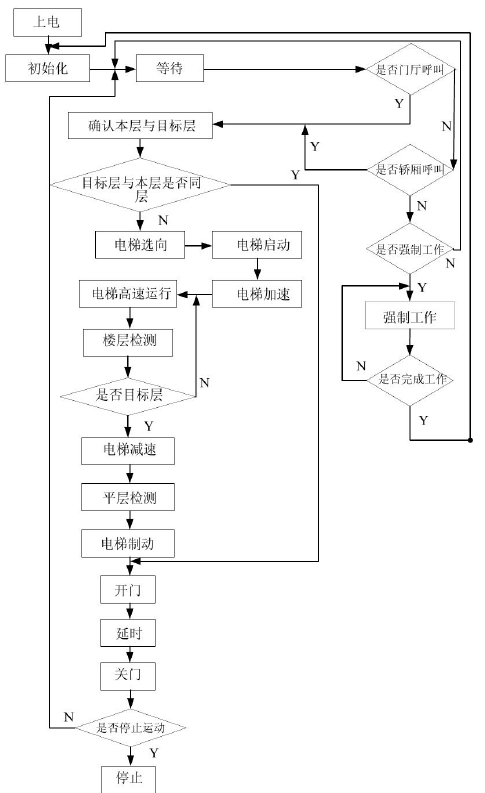 上电
初始化
等待
是否门厅呼叫
Y
N
确认本层与目标层
Y
是否轿厢呼叫
Y
目标层与本层是否同
层
N
N
电梯选向
电梯启动
是否强制工作
N
电梯高速运行
电梯加速
Y
强制工作
楼层检测
N
N
是否完成工作
是否目标层
Y
Y
电梯减速
平层检测
电梯制动
开门
延时
关门
N
是否停止运动
Y
停止